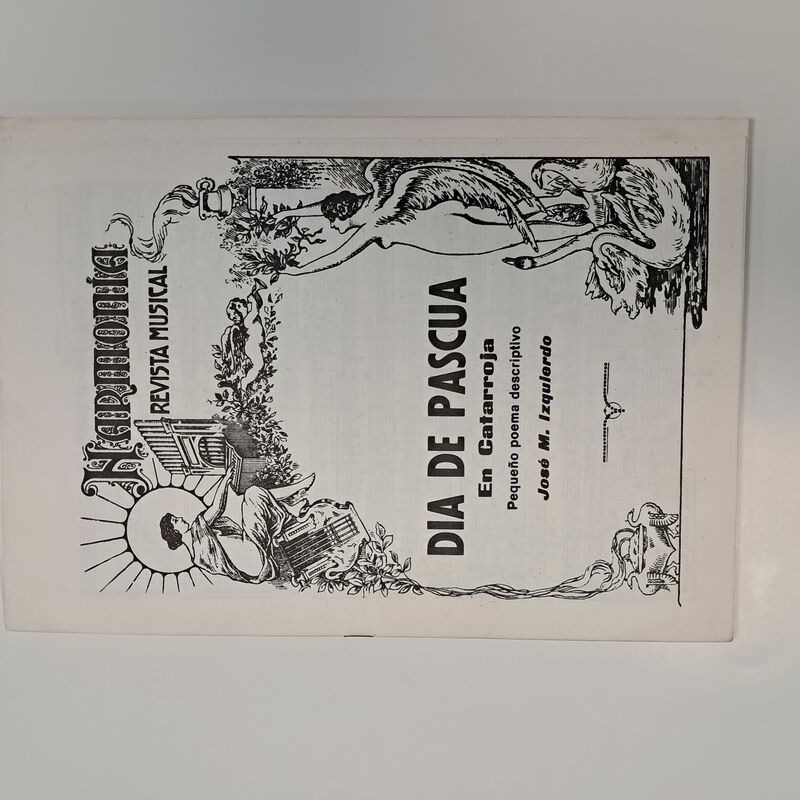 HARMONÍA
REVISTA MUSICAL
DIA DE PASCUA
En Catarroja
Pequeño poema descriptivo
José M. Izquierdo